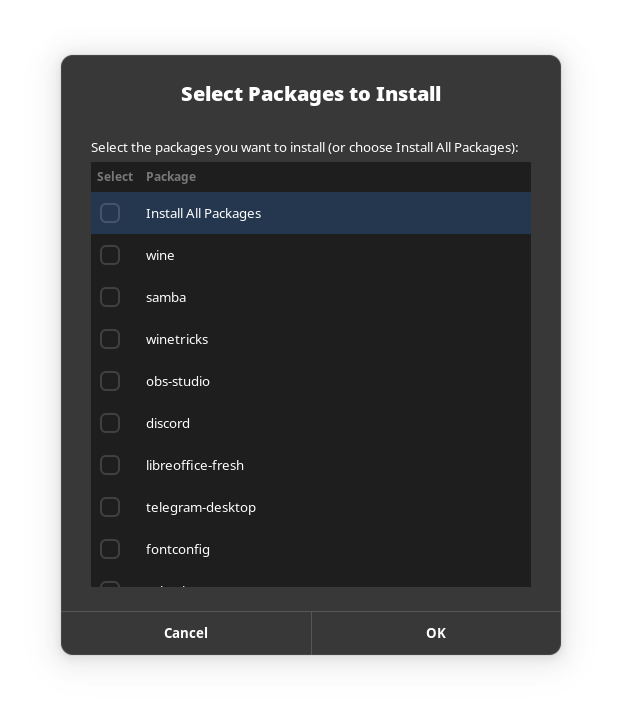 Select Packages to Install
Select the packages you want to install (or choose Install All Packages):
Select Package
Install All Packages
wine
samba
winetricks
obs-studio
discord
libreoffice-fresh
telegram-desktop
fontconfig
Cancel OK